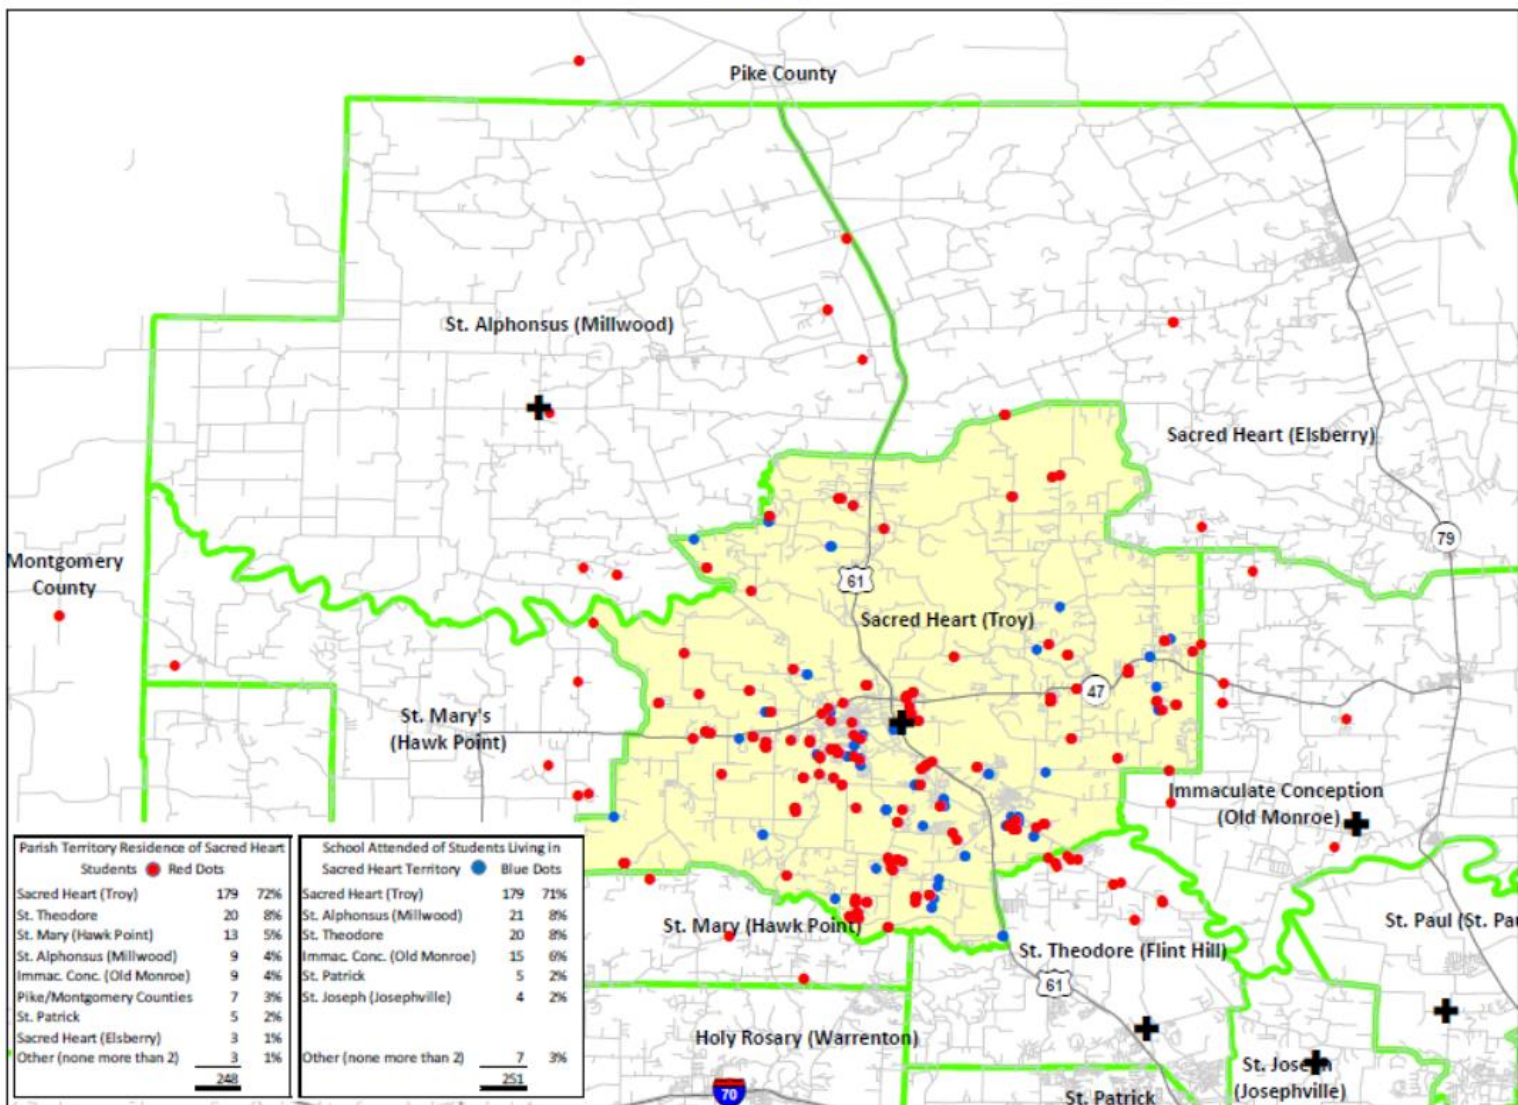 Pike County
St. Alphonsus (Millwood)
Sacred Heart (Elsberry)
79
Montgomery
County
61
Sacred Heart (Troy)
47
St. Mary's
(Hawk Point)
Immaculate Conception
(Old Monroe)
St. Mary (Hawk Point)
St. Theodore (Flint Hill)
St. Paul (St. Pau
61
Holy Rosary (Warrenton)
St. Joseph
(Josephville)
70
St. Patrick
Parish Territory Residence of Sacred Heart
Students Red Dots
Sacred Heart (Troy) 179 72%
St. Theodore 20 8%
St. Mary (Hawk Point) 13 5%
St. Alphonsus (Millwood) 9 4%
Immac. Conc. (Old Monroe) 9 4%
Pike/Montgomery Counties 7 3%
St. Patrick 5 2%
Sacred Heart (Elsberry) 3 1%
Other (none more than 2) 3 1%
248
School Attended of Students Living in
Sacred Heart Territory Blue Dots
Sacred Heart (Troy) 179 71%
St. Alphonsus (Millwood) 21 8%
St. Theodore 20 8%
Immac. Conc. (Old Monroe) 15 6%
St. Patrick 5 2%
St. Joseph (Josephville) 4 2%
Other (none more than 2) 7 3%
251